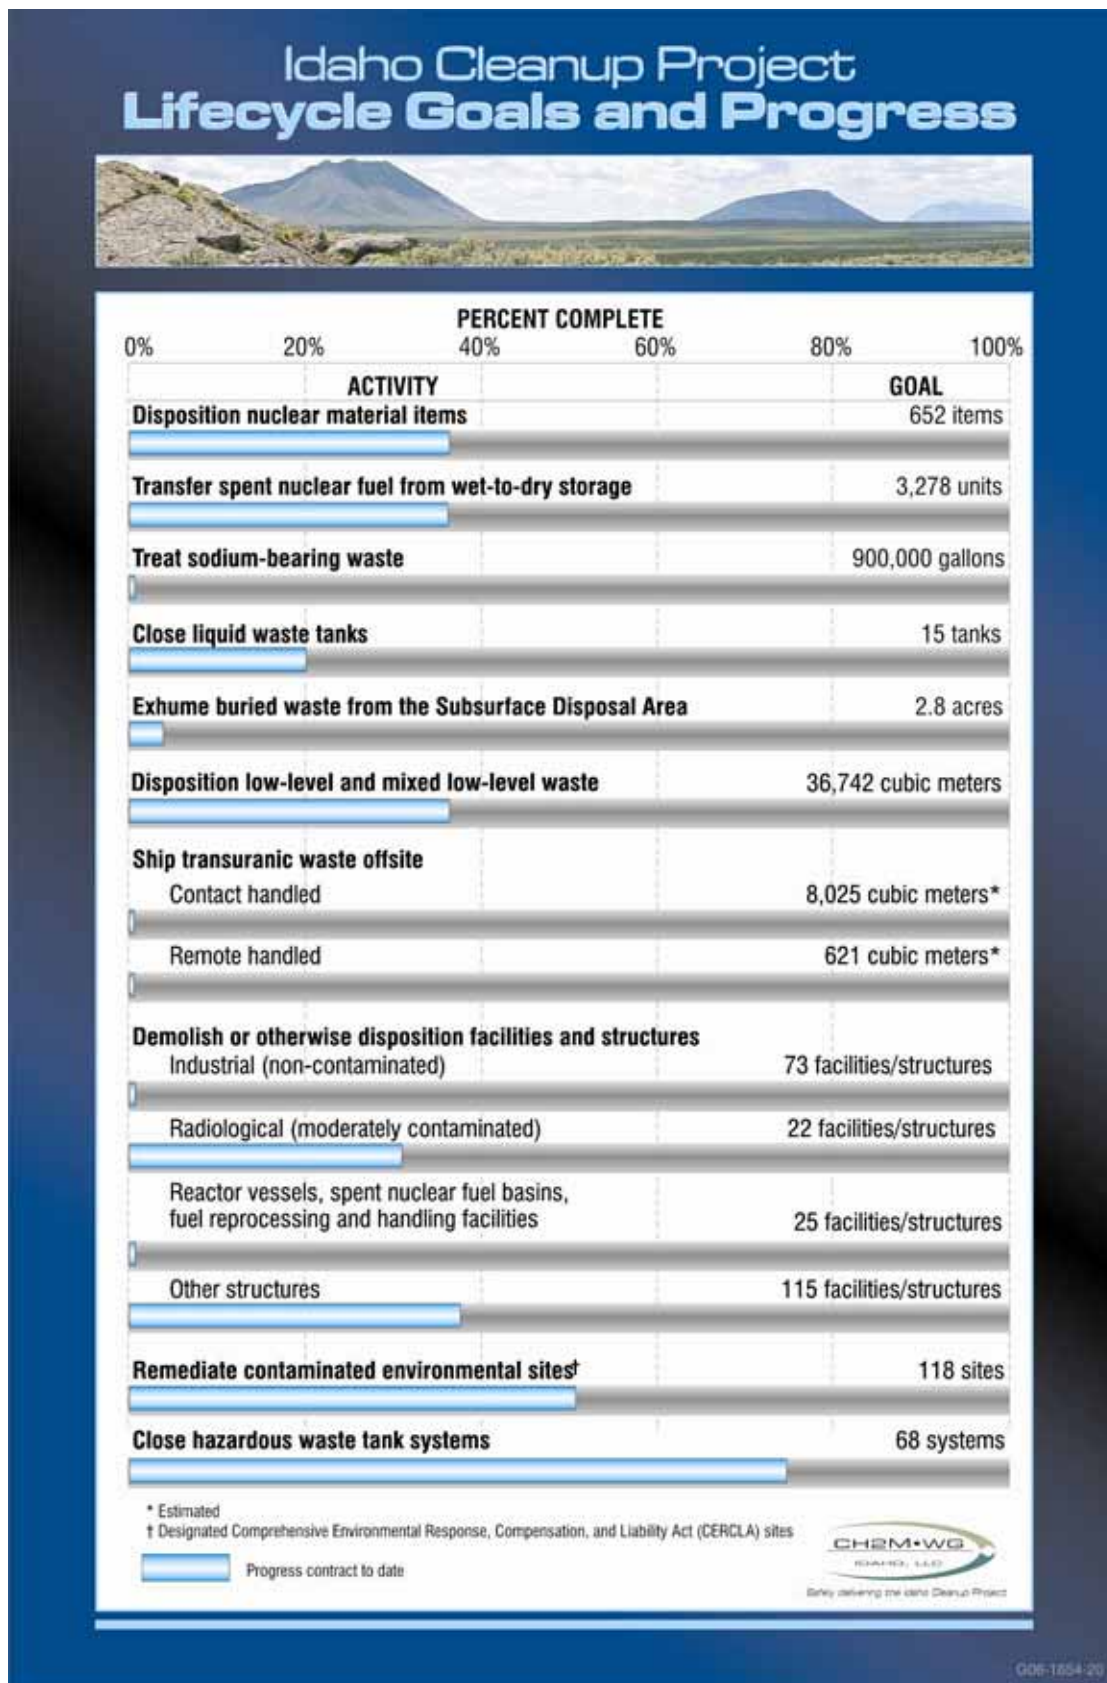 Idaho Cleanup Project
Lifecycle Goals and Progress
PERCENT COMPLETE
0% 20% 40% 60% 80% 100%
ACTIVITY GOAL
Disposition nuclear material items 652 items
Transfer spent nuclear fuel from wet-to-dry storage 3,278 units
Treat sodium-bearing waste 900,000 gallons
Close liquid waste tanks 15 tanks
Exhume buried waste from the Subsurface Disposal Area 2.8 acres
Disposition low-level and mixed low-level waste 36,742 cubic meters
Ship transuranic waste offsite
Contact handled 8,025 cubic meters*
Remote handled 621 cubic meters*
Demolish or otherwise disposition facilities and structures
Industrial (non-contaminated) 73 facilities/structures
Radiological (moderately contaminated) 22 facilities/structures
Reactor vessels, spent nuclear fuel basins,
fuel reprocessing and handling facilities 25 facilities/structures
Other structures 115 facilities/structures
Remediate contaminated environmental sites† 118 sites
Close hazardous waste tank systems 68 systems
* Estimated
† Designated Comprehensive Environmental Response, Compensation, and Liability Act (CERCLA) sites
Progress contract to date
CH2M•WG
IDAHO, LLC
Safely delivering the Idaho Cleanup Project
G06-1654-20